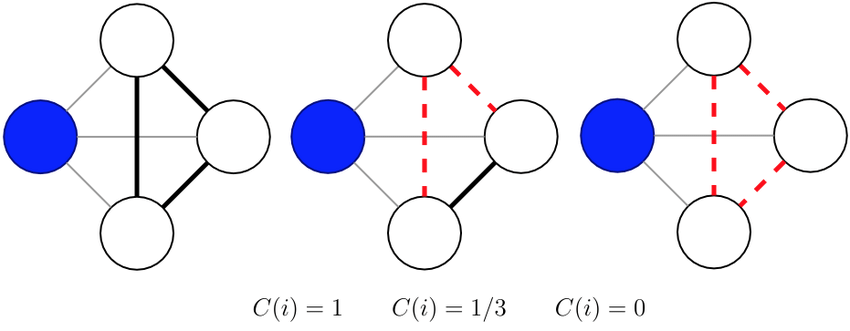 C(i) = 1 C(i) = 1/3 C(i) = 0